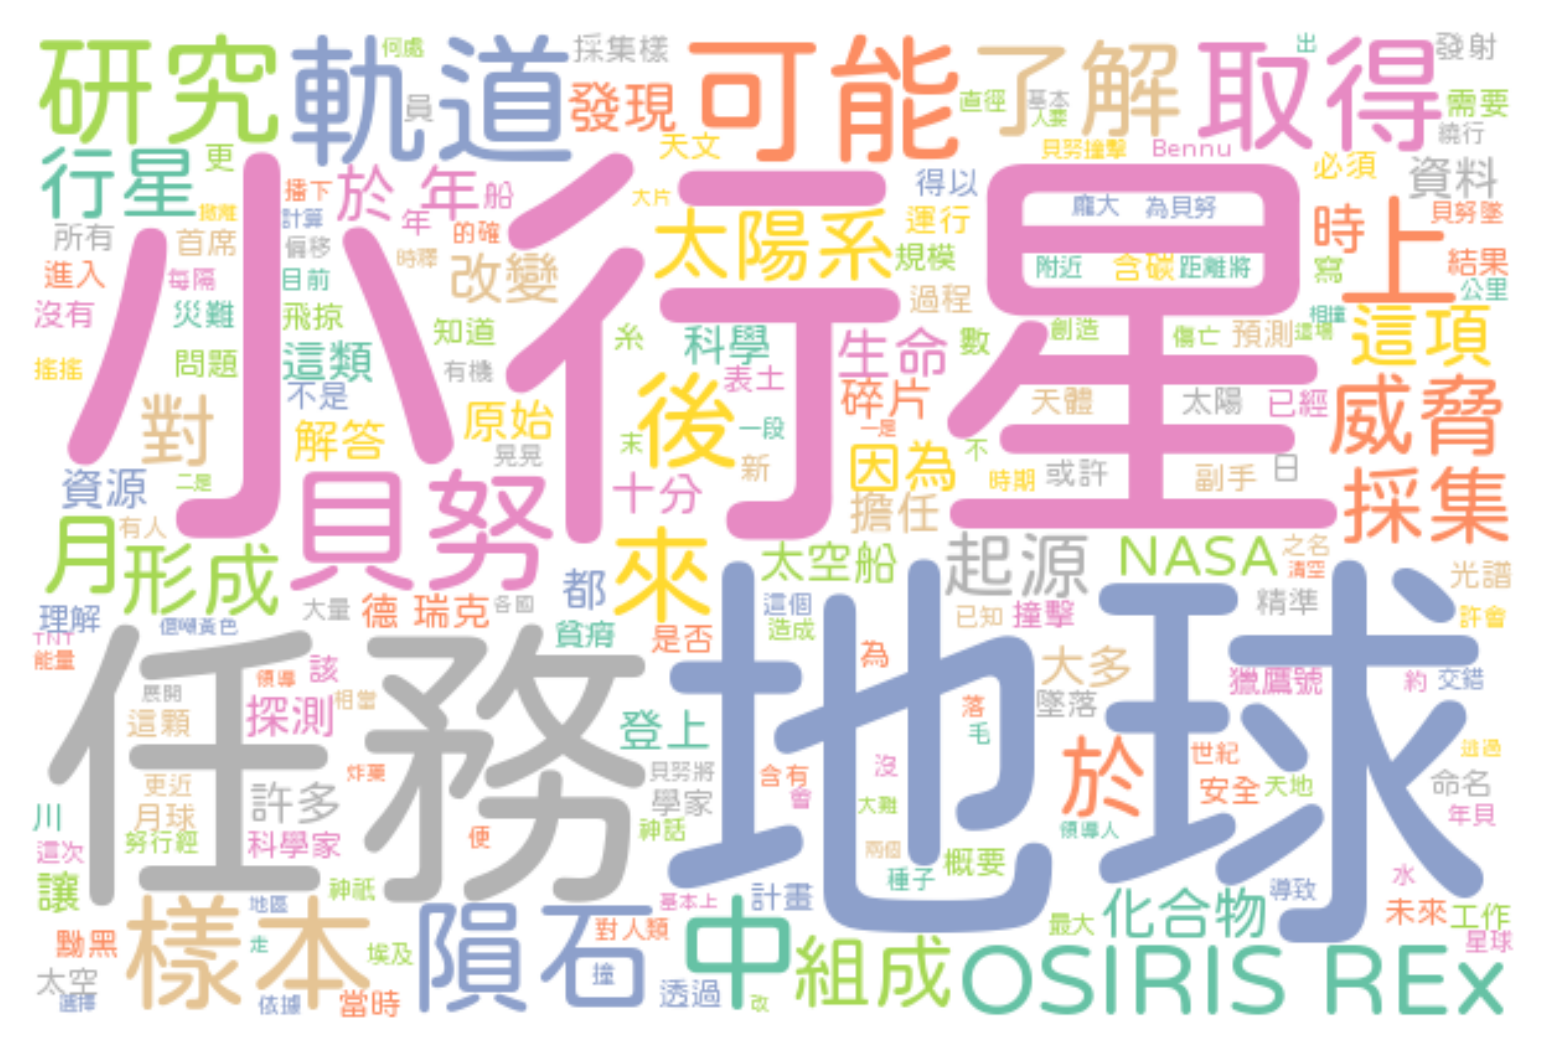 研究
軌道
何處
採集樣
可能
了解
取得
出
發射
員
發現
直徑
基本
人類
需要
繞行
天文
貝努撞擊
Bennu
行星
更
播下
於
年
船
大片
得以
龐大
為貝努
必須
資料
撤離
計算
年
的確
太陽系
運行
時
上
貝努墜
所有
首席
偏移
時釋
規模
結果
進入
每隔
目前
改變
附近
含碳
距離將
寫
公里
小行星
沒有
災難
飛掠
知道
糸
科學
過程
生命
數
創造
傷亡
預測
相撞
這場
這項
搖搖
問題
這類
有機
表土
不是
後
碎片
天體
太陽
已經
威脅
對
解答
原始
末
一段
一是
因為
不
晃晃
新
時期
或許
副手
日
資源
二是
貝努
十分
擔任
採集
月
有人
形成
來
太空船
起源
NASA
之名
清空
光譜
理解
大量
德
瑞克
各國
都
這個
已知
撞擊
精準
許會
TNT
能量
億噸黃色
貧瘠
是否
造成
為
任務
地球
展開
領導
該
相當
大多
獵鷹號
約
交錯
這顆
探測
登上
落
墜落
毛
於
世紀
這過
更近
炸藥
貝努將
含有
沒
安全
天地
命名
川
月球
許多
學家
曾
大難
年貝
努行經
科學家
便
神話
領導人
這次
兩個
概要
讓
神祇
種子
水
樣本
地區
隕石
基本上
計畫
化合物
導致
未來
工作
黝黑
走
埃及
對人類
中
組成
最大
星球
太空
撞
選擇
依據
當時
透過
改
OSIRIS REx